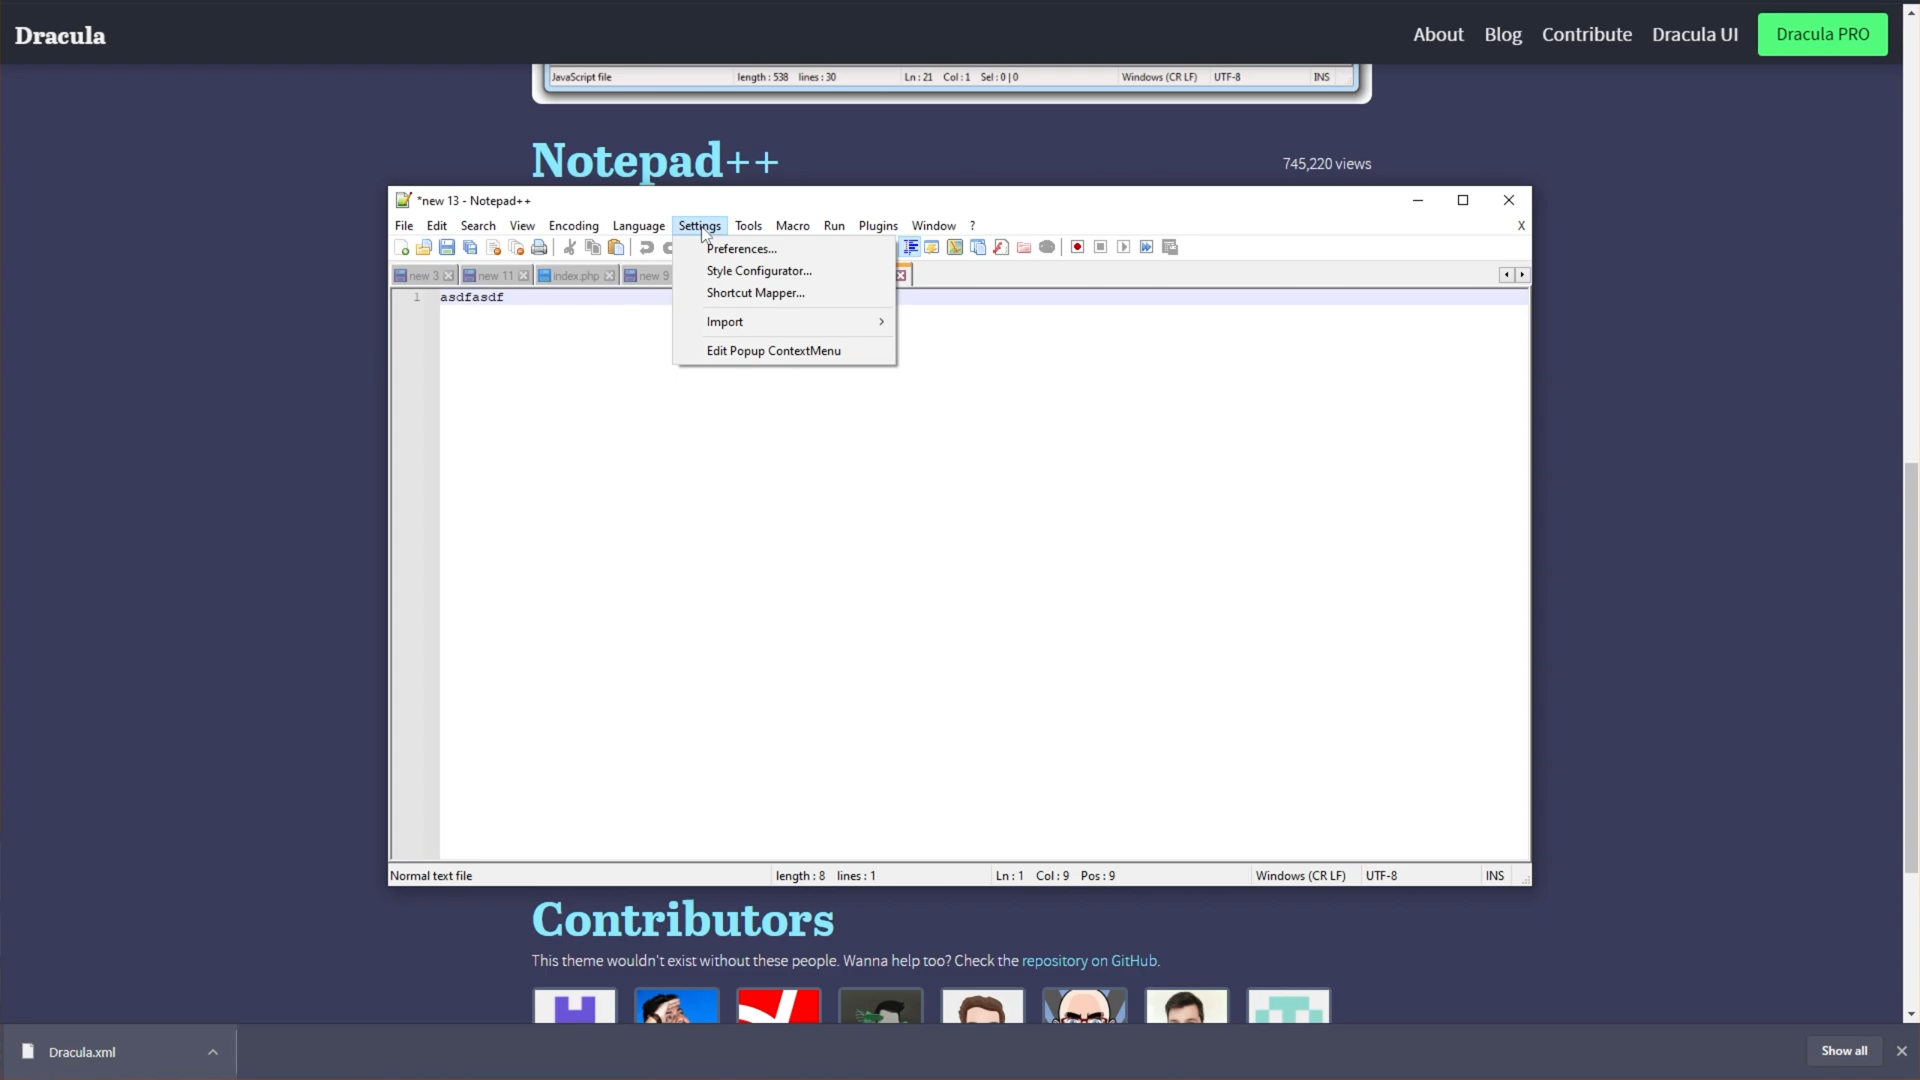 Dracula
About Blog Contribute Dracula UI Dracula PRO
JavaScript file length : 538 lines : 30 Ln : 21 Col : 1 Sel : 0 | 0 Windows (CR LF) UTF-8 INS
Notepad++
745,220 views
*new 13 - Notepad++
File Edit Search View Encoding Language Settings Tools Macro Run Plugins Window ? X
new 3 new 11 index.php new 9
Preferences...
Style Configurator...
Shortcut Mapper...
Import
Edit Popup ContextMenu
1 asdfasdf
Normal text file length : 8 lines : 1 Ln : 1 Col : 9 Pos : 9 Windows (CR LF) UTF-8 INS
Contributors
This theme wouldn't exist without these people. Wanna help too? Check the repository on GitHub.
Dracula.xml
Show all